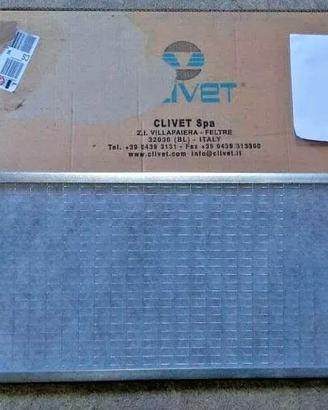 CLIVET
CLIVET Spa
Z.I. VILLAPAIERA - FELTRE
32036 (BL) - ITALY
Tel. +39 0439 3131 - Fax +39 0439 313300
www.clivet.com info@clivet.it